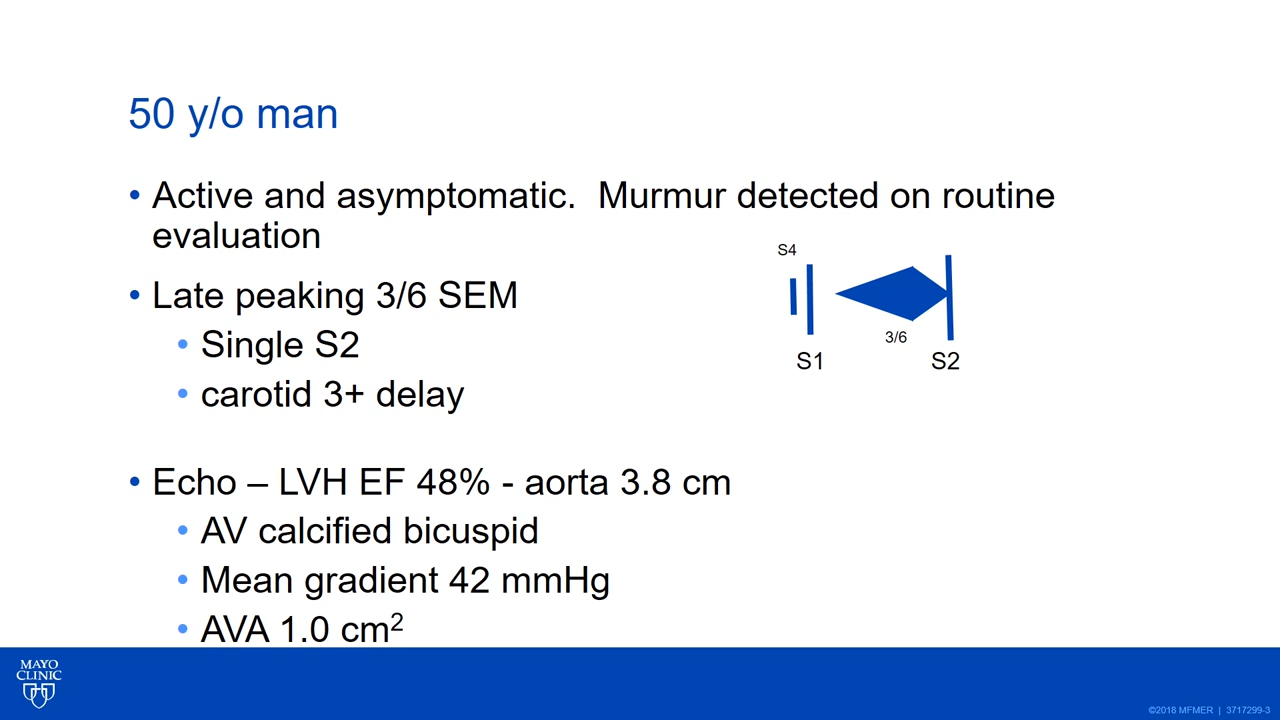 50 y/o man
• Active and asymptomatic.  Murmur detected on routine
evaluation
S4
• Late peaking 3/6 SEM
3/6
• Single S2
S1
S2
• carotid 3+ delay
• Echo – LVH EF 48% - aorta 3.8 cm
• AV calcified bicuspid
• Mean gradient 42 mmHg
• AVA 1.0 cm²
MAYO
CLINIC
©2018 MFMER | 3717299-3